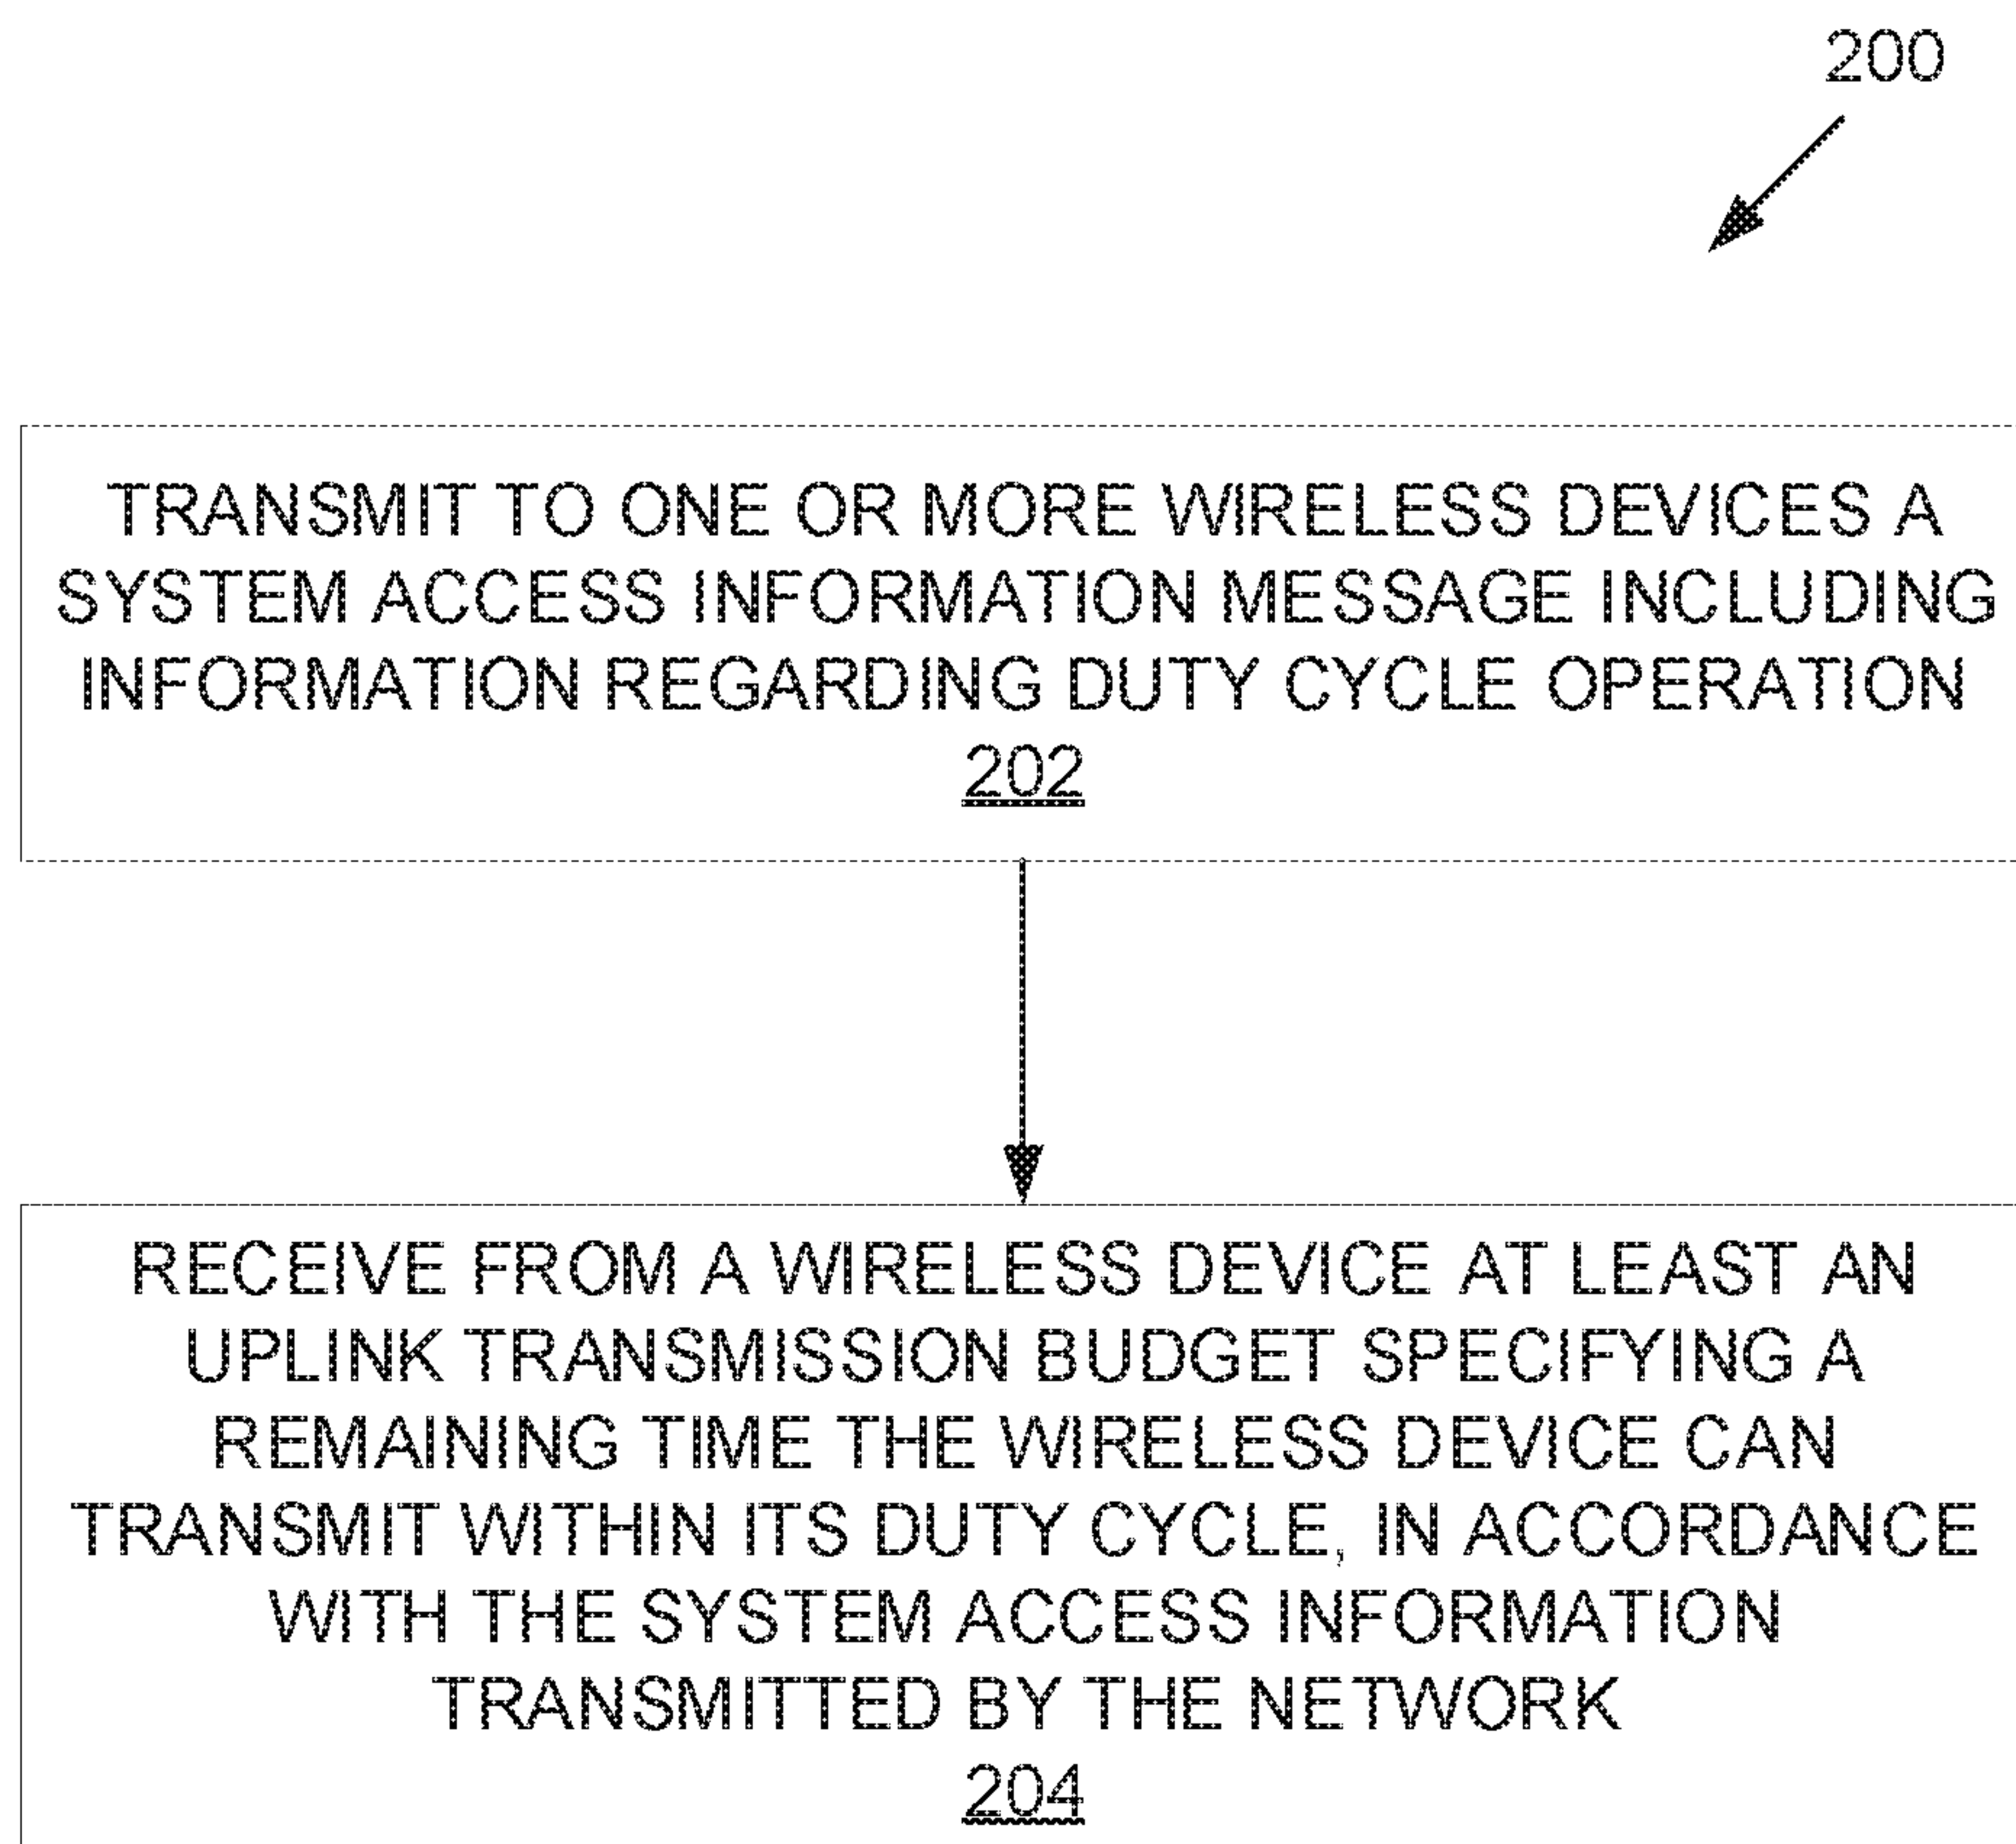 200
TRANSMIT TO ONE OR MORE WIRELESS DEVICES A
SYSTEM ACCESS INFORMATION MESSAGE INCLUDING
INFORMATION REGARDING DUTY CYCLE OPERATION
202
RECEIVE FROM A WIRELESS DEVICE AT LEAST AN
UPLINK TRANSMISSION BUDGET SPECIFYING A
REMAINING TIME THE WIRELESS DEVICE CAN
TRANSMIT WITHIN ITS DUTY CYCLE, IN ACCORDANCE
WITH THE SYSTEM ACCESS INFORMATION
TRANSMITTED BY THE NETWORK
204